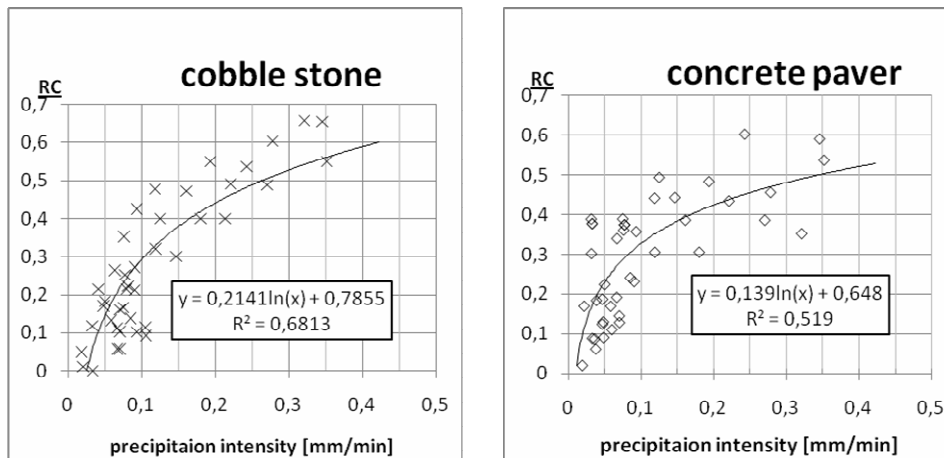 cobble stone
RC
0,7
0,6
0,5
0,4
0,3
0,2
0,1
0
y = 0,2141ln(x) + 0,7855
R² = 0,6813
0 0,1 0,2 0,3 0,4 0,5
precipitaion intensity [mm/min]
concrete paver
RC
0,7
0,6
0,5
0,4
0,3
0,2
0,1
0
y = 0,139ln(x) + 0,648
R² = 0,519
0 0,1 0,2 0,3 0,4 0,5
precipitaion intensity [mm/min]